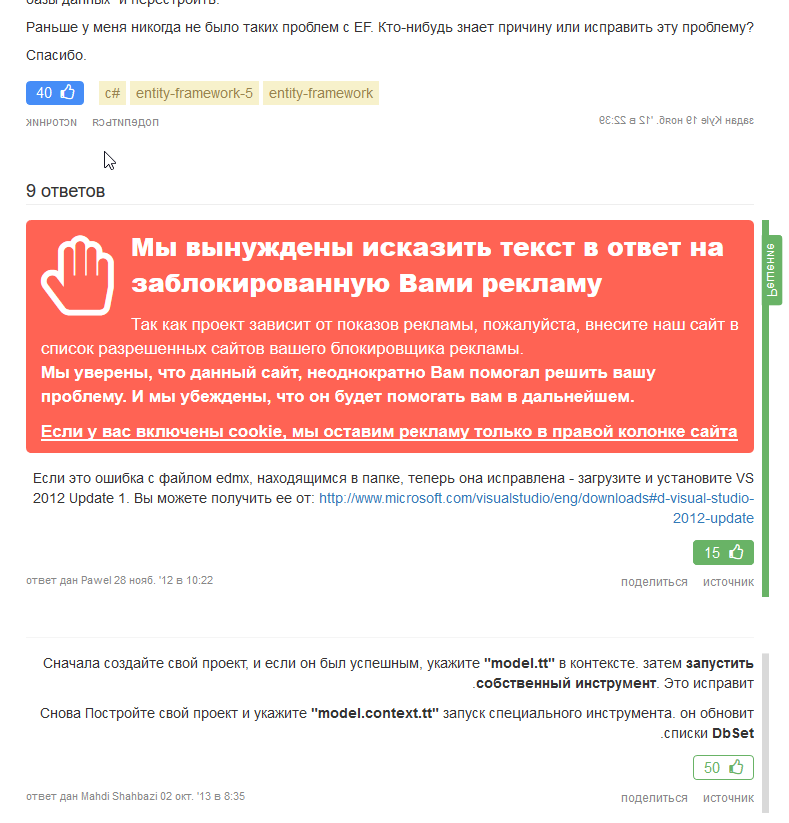 базы данных" и перестроить.
Раньше у меня никогда не было таких проблем с EF. Кто-нибудь знает причину или исправить эту проблему?
Спасибо.
40 c# entity-framework-5 entity-framework
источник поделиться задан Kyle 19 нояб. '12 в 22:39
9 ответов
Мы вынуждены исказить текст в ответ на
заблокированную Вами рекламу
Так как проект зависит от показов рекламы, пожалуйста, внесите наш сайт в
список разрешенных сайтов вашего блокировщика рекламы.
Мы уверены, что данный сайт, неоднократно Вам помогал решить вашу
проблему. И мы убеждены, что он будет помогать вам в дальнейшем.
Если у вас включены cookie, мы оставим рекламу только в правой колонке сайта
Решение
Если это ошибка с файлом edmx, находящимся в папке, теперь она исправлена - загрузите и установите VS
2012 Update 1. Вы можете получить ее от: http://www.microsoft.com/visualstudio/eng/downloads#d-visual-studio-
2012-update
15
ответ дан Pawel 28 нояб. '12 в 10:22 поделиться источник
Сначала создайте свой проект, и если он был успешным, укажите "model.tt" в контексте. затем запустить
.собственный инструмент. Это исправит
Снова Постройте свой проект и укажите "model.context.tt" запуск специального инструмента. он обновит
.списки DbSet
50
ответ дан Mahdi Shahbazi 02 окт. '13 в 8:35 поделиться источник